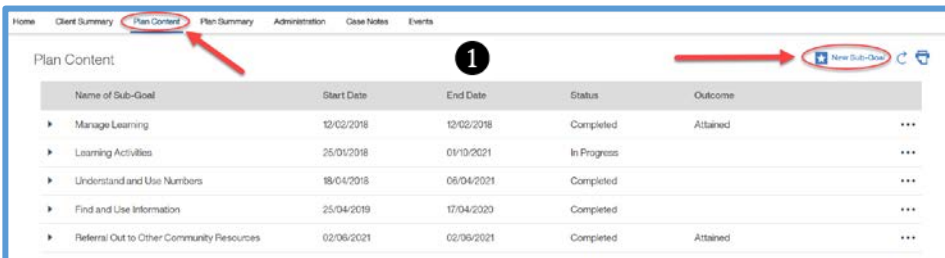 Home Client Summary Plan Content Plan Summary Administration Case Notes Events
Plan Content
1
New Sub-Goal
Name of Sub-Goal Start Date End Date Status Outcome
Manage Learning 12/02/2018 12/02/2018 Completed Attained
Learning Activities 25/01/2018 01/10/2021 In Progress
Understand and Use Numbers 18/04/2018 06/04/2021 Completed
Find and Use Information 25/04/2019 17/04/2020 Completed
Referral Out to Other Community Resources 02/06/2021 02/06/2021 Completed Attained